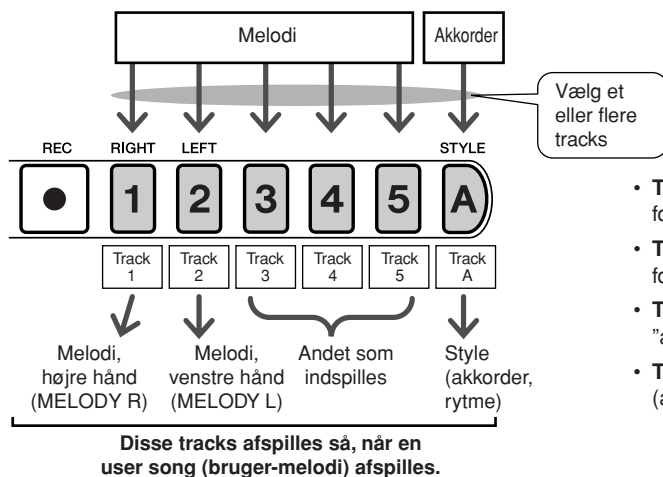 Melodi
Akkorder
Vælg et
eller flere
tracks
REC
RIGHT
LEFT
STYLE
1
2
3
4
5
A
Track
1
Track
2
Track
3
Track
4
Track
5
Track
A
Melodi,
højre hånd
(MELODY R)
Melodi,
venstre hånd
(MELODY L)
Andet som
indspilles
Style
(akkorder,
rytme)
Disse tracks afspilles så, når en
user song (bruger-melodi) afspilles.
• T
fo
• T
fo
• T
"a
• T
(a